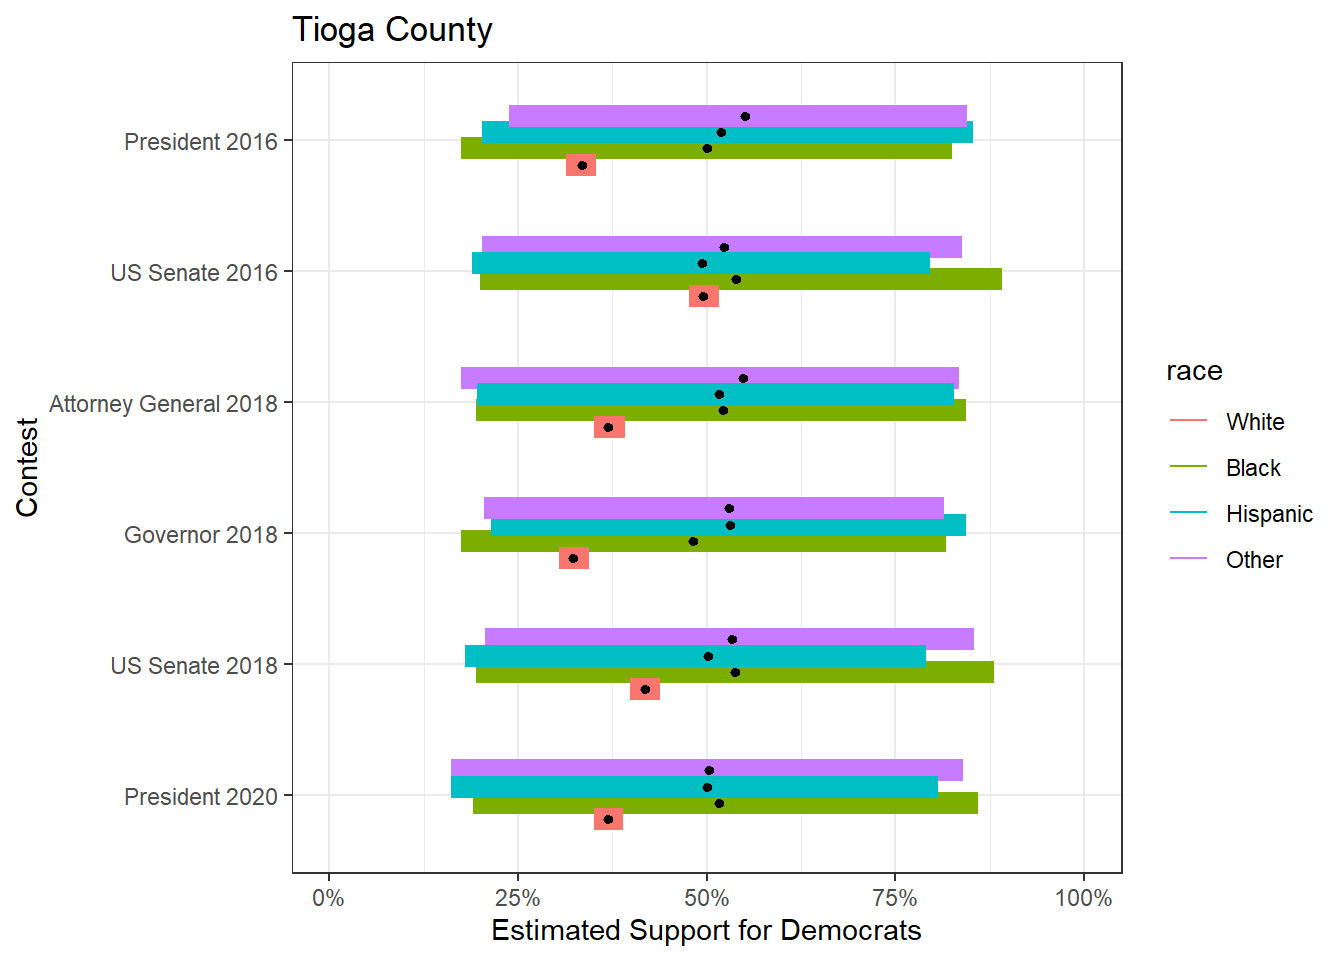 Tioga County
Contest
President 2016
US Senate 2016
Attorney General 2018
Governor 2018
US Senate 2018
President 2020
0% 25% 50% 75% 100%
Estimated Support for Democrats
race
White
Black
Hispanic
Other